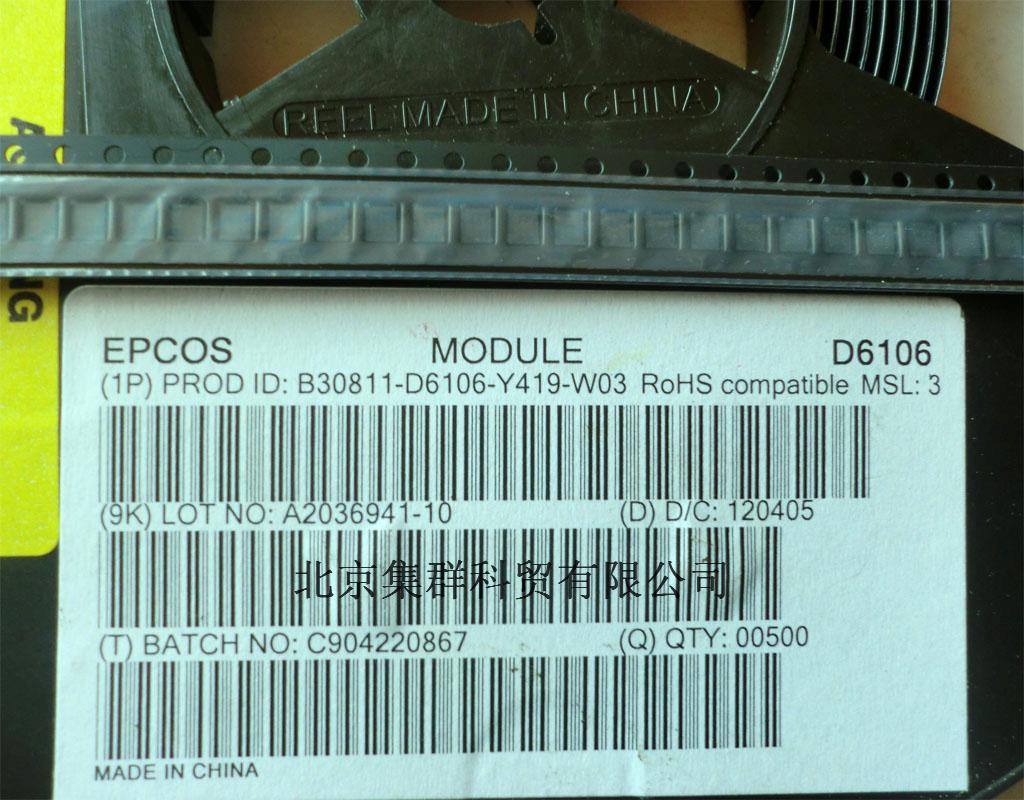 REEL MADE IN CHINA
EPCOS MODULE D6106
(1P) PROD ID: B30811-D6106-Y419-W03 RoHS compatible MSL: 3
(9K) LOT NO: A2036941-10 (D) D/C: 120405
北京集群科贸有限公司
(T) BATCH NO: C904220867 (Q) QTY: 00500
MADE IN CHINA